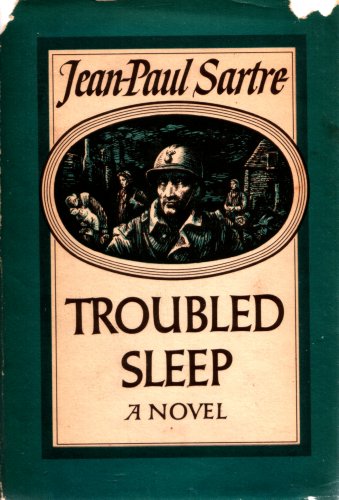 Jean-Paul Sartre
TROUBLED
SLEEP
A NOVEL